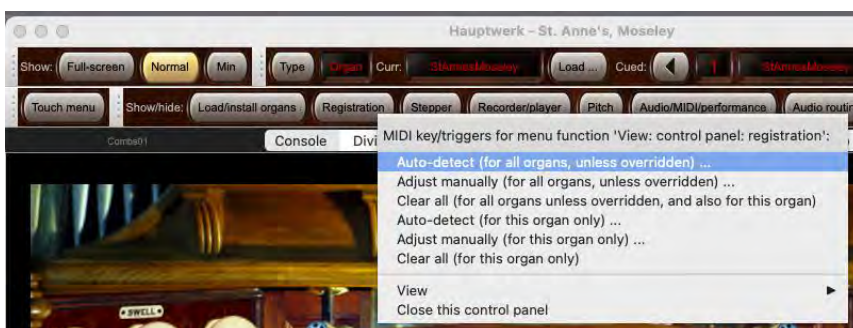 Hauptwerk - St. Anne's, Moseley
Show: Full-screen Normal Min Type Organ Curr: StAnnesMoseley Load ... Cued: 1 StAnnesMoseley
Touch menu Show/hide: Load/install organs Registration Stepper Recorder/player Pitch Audio/MIDI/performance Audio routin
Comba01 Console Divi
MIDI key/triggers for menu function 'View: control panel: registration':
Auto-detect (for all organs, unless overridden) ...
Adjust manually (for all organs, unless overridden) ...
Clear all (for all organs unless overridden, and also for this organ)
Auto-detect (for this organ only) ...
Adjust manually (for this organ only) ...
Clear all (for this organ only)
View
Close this control panel
SWELL